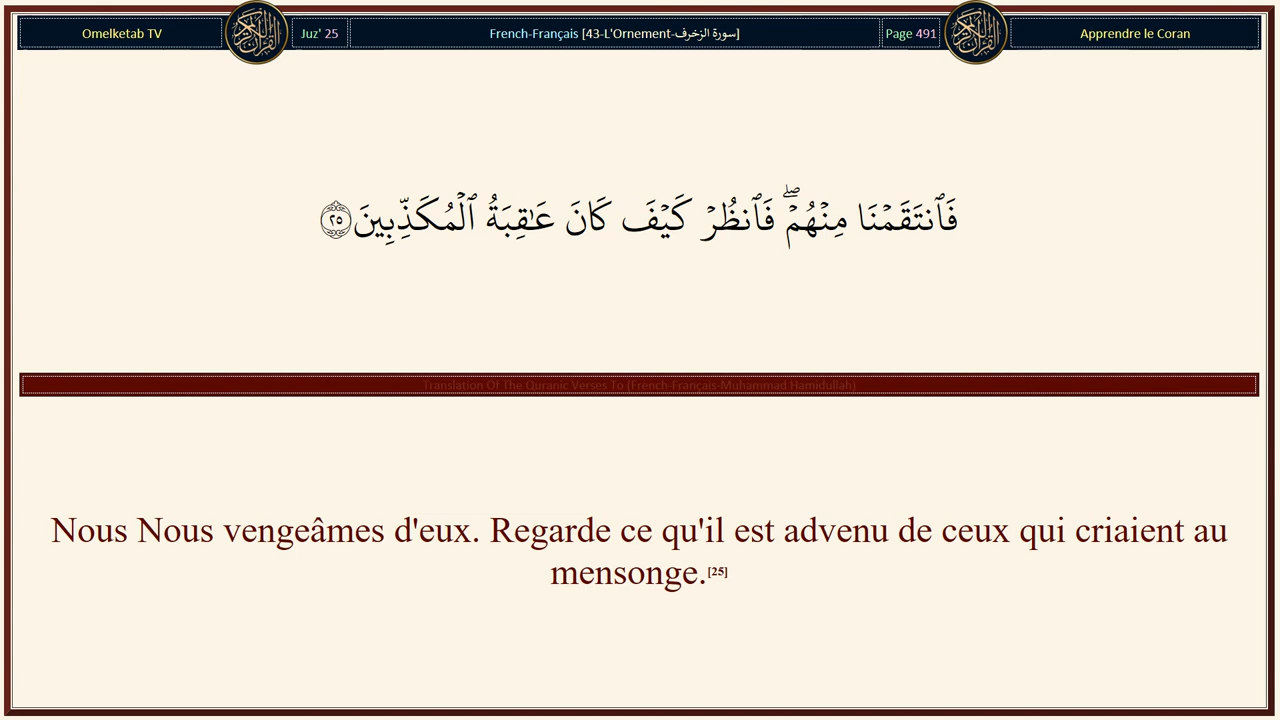 Omelketab TV
Juz' 25
French-Français [43-L'Ornement-سورة الزخرف]
Page 491
Apprendre le Coran
فَٱنتَقَمۡنَا مِنۡهُمۡۖ فَٱنظُرۡ كَيۡفَ كَانَ عَـٰقِبَةُ ٱلۡمُكَذِّبِينَ ٢٥
Translation Of The Quranic Verses To (French-Français-Muhammad Hamidullah)
Nous Nous vengeâmes d'eux. Regarde ce qu'il est advenu de ceux qui criaient au
mensonge.[25]